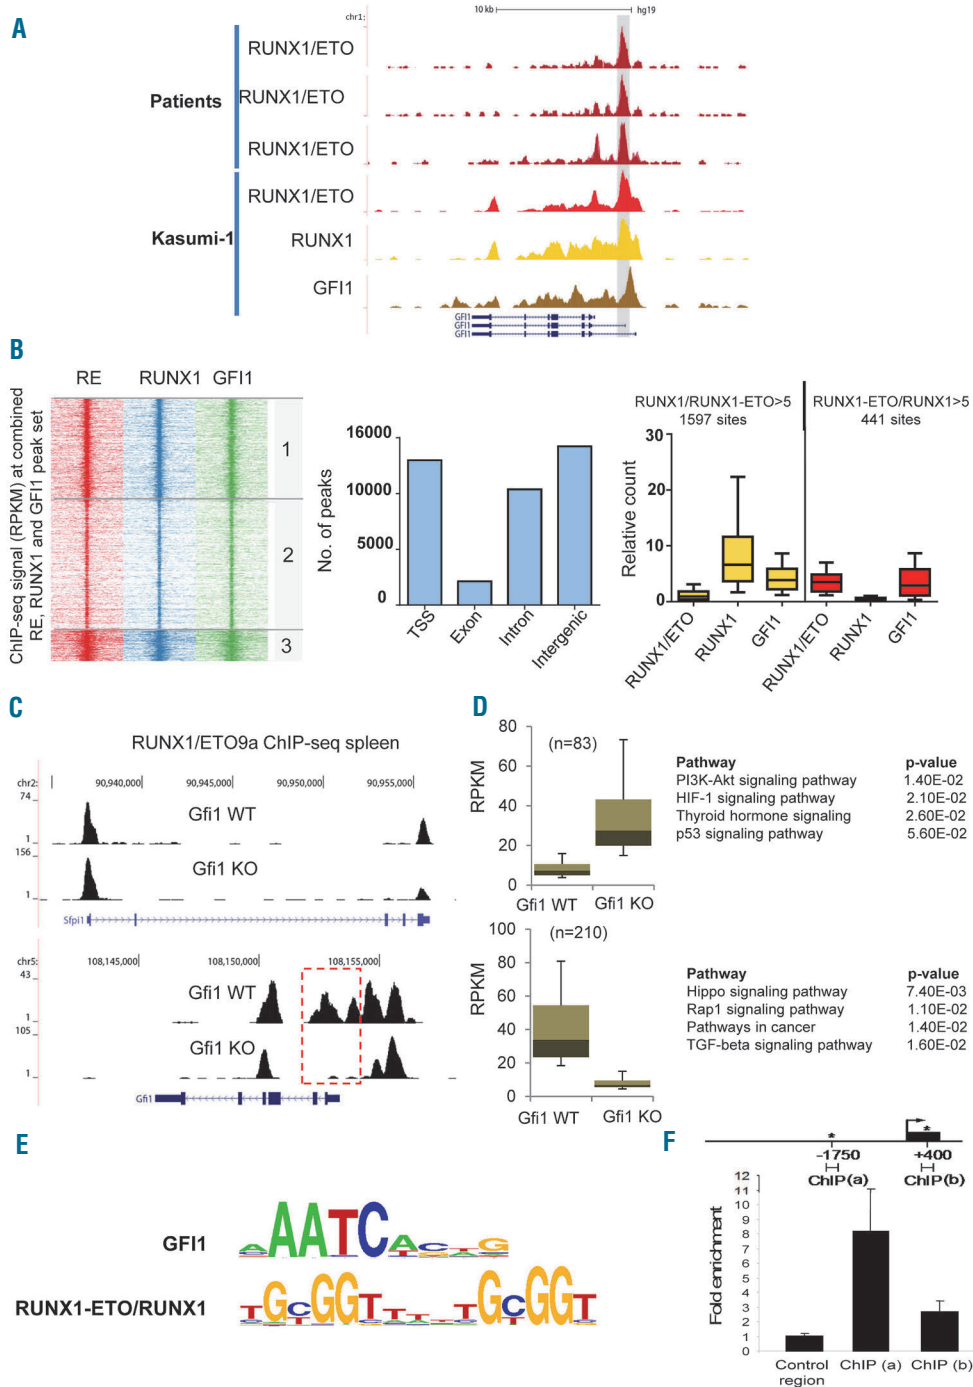 A
10 kb
hg19
chr1:
RUNX1/ETO
RUNX1/ETO
RUNX1/ETO
Patients
RUNX1/ETO
RUNX1
GFI1
Kasumi-1
GFI1
GFI1
GFI1
B
RE RUNX1 GFI1
ChIP-seq signal (RPKM) at combined
RE, RUNX1 and GFI1 peak set
1
2
3
No. of peaks
16000
10000
5000
0
TSS
Exon
Intron
Intergenic
RUNX1/RUNX1-ETO>5
1597 sites
RUNX1-ETO/RUNX1>5
441 sites
Relative count
30
20
10
0
RUNX1/ETO
RUNX1
GFI1
RUNX1/ETO
RUNX1
GFI1
C
RUNX1/ETO9a ChIP-seq spleen
chr2:
90,940,000
90,945,000
90,950,000
90,955,000
74
1
Gfi1 WT
156
1
Gfi1 KO
Sfpi1
chr5:
108,145,000
108,150,000
108,155,000
43
1
Gfi1 WT
105
1
Gfi1 KO
Gfi1
D
RPKM
80
60
40
20
0
(n=83)
Gfi1 WT
Gfi1 KO
Pathway p-value
PI3K-Akt signaling pathway 1.40E-02
HIF-1 signaling pathway 2.10E-02
Thyroid hormone signaling 2.60E-02
p53 signaling pathway 5.60E-02
RPKM
100
80
60
40
20
0
(n=210)
Gfi1 WT
Gfi1 KO
Pathway p-value
Hippo signaling pathway 7.40E-03
Rap1 signaling pathway 1.10E-02
Pathways in cancer 1.40E-02
TGF-beta signaling pathway 1.60E-02
E
GFI1
AATC
RUNX1-ETO/RUNX1
TGTGGTTTTTGTGGT
F
*
*
-1750
+400
ChIP(a)
ChIP(b)
Fold enrichment
12
11
10
9
8
7
6
5
4
3
2
1
0
Control
region
ChIP (a)
ChIP (b)